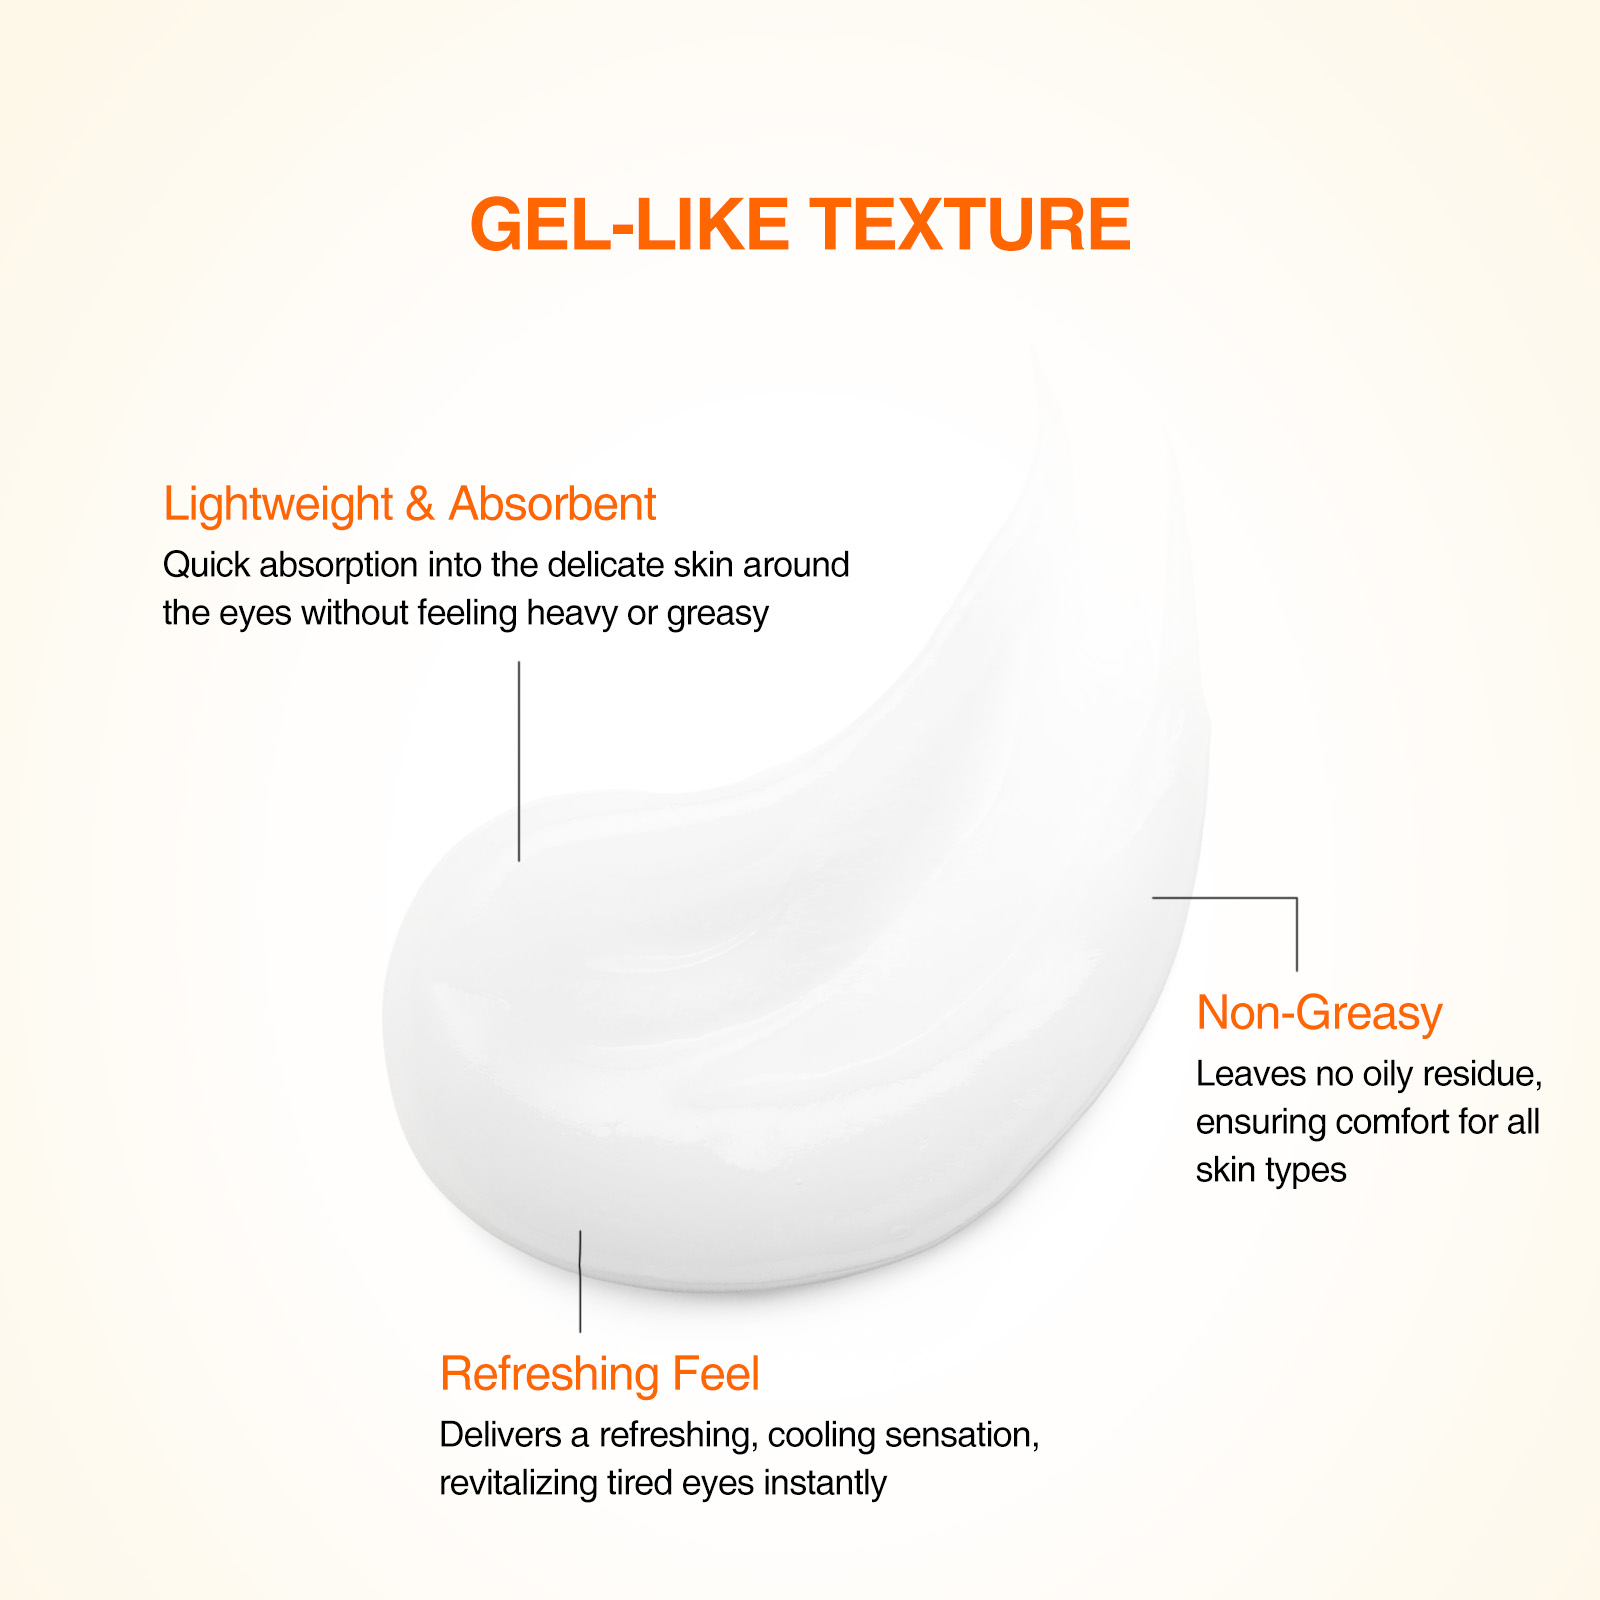 GEL-LIKE TEXTURE
Lightweight & Absorbent
Quick absorption into the delicate skin around
the eyes without feeling heavy or greasy
Non-Greasy
Leaves no oily residue,
ensuring comfort for all
skin types
Refreshing Feel
Delivers a refreshing, cooling sensation,
revitalizing tired eyes instantly